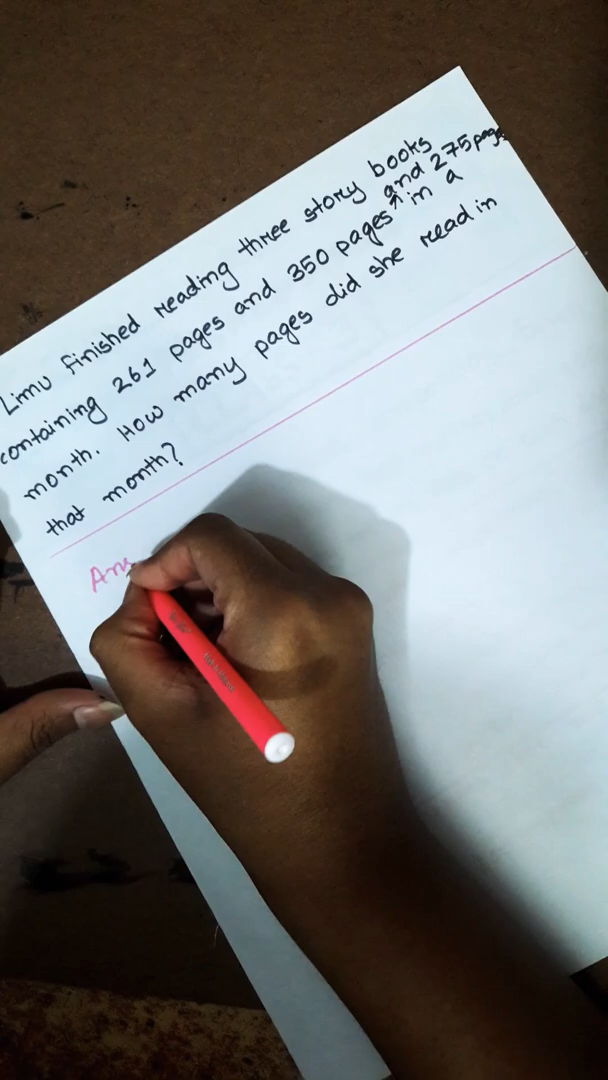 Limu finished reading three story books
containing 261 pages and 350 pages and 275 pages in a
month. How many pages did she read in
that month?
Ans